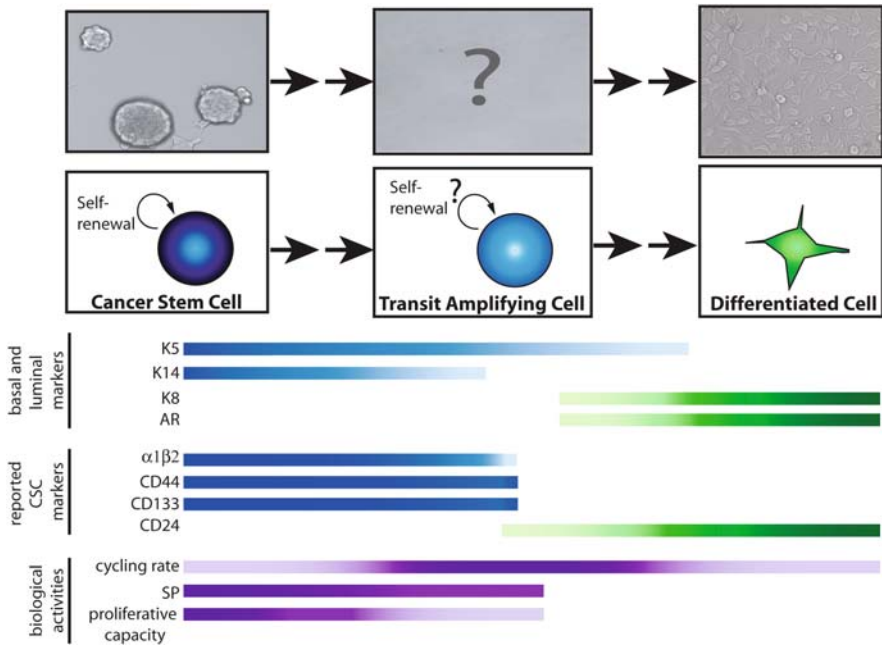 ?
Self-
renewal
Cancer Stem Cell
Self-
renewal
?
Transit Amplifying Cell
Differentiated Cell
basal and
luminal
markers
K5
K14
K8
AR
reported
CSC
markers
α1β2
CD44
CD133
CD24
biological
activities
cycling rate
SP
proliferative
capacity